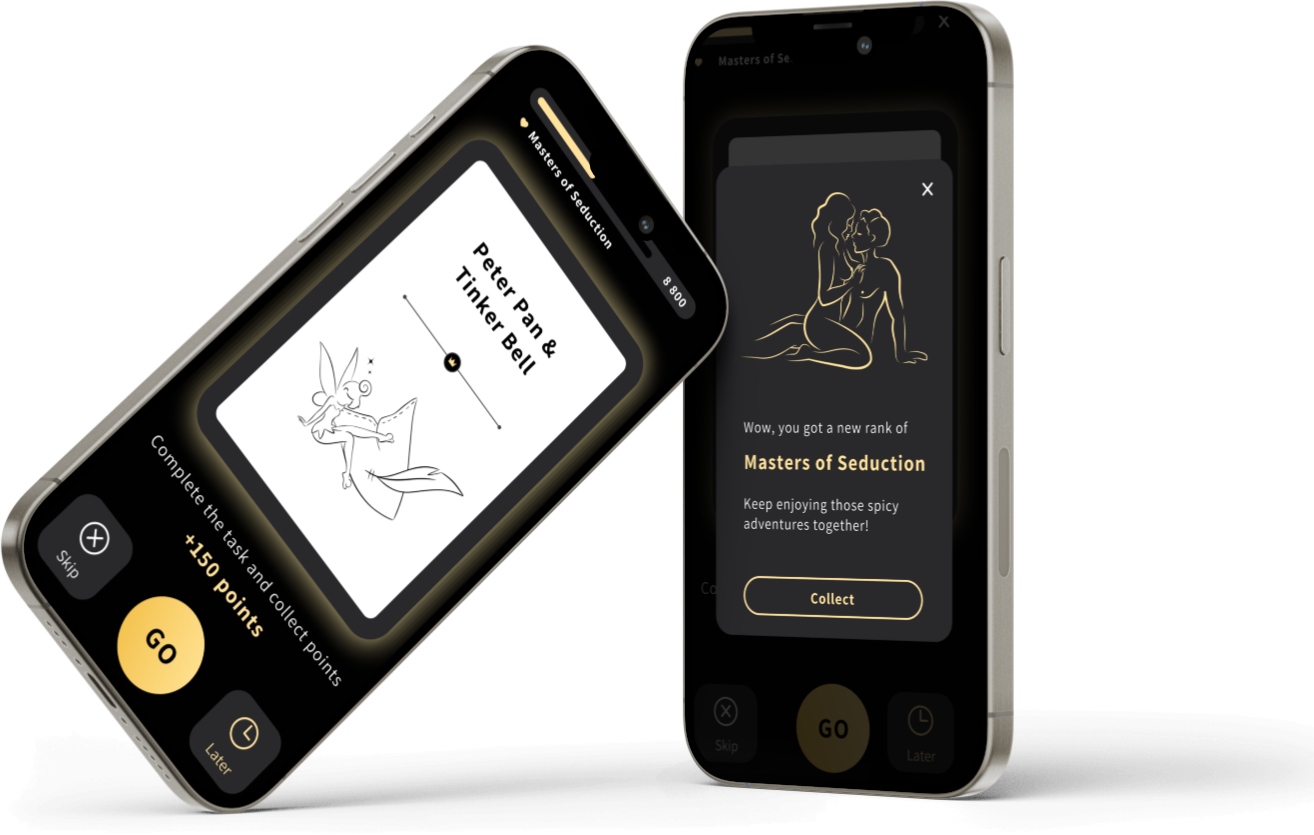 Masters of Seduction
8 800
Peter Pan &
Tinker Bell
Complete the task and collect points
+150 points
Skip
GO
Later
Masters of Se
X
Wow, you got a new rank of
Masters of Seduction
Keep enjoying those spicy
adventures together!
Collect
Co
Skip
GO
Later